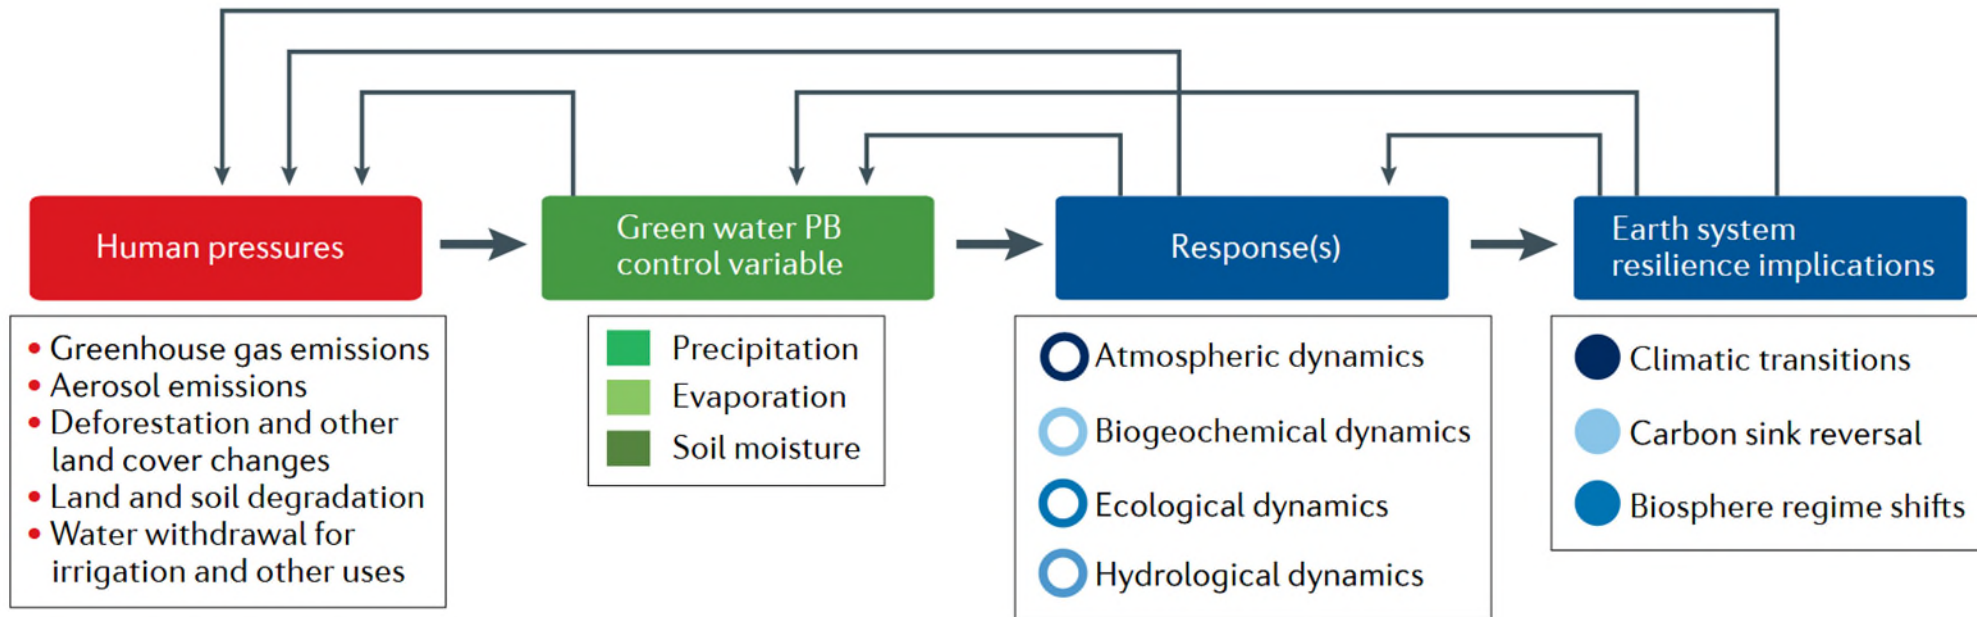 Human pressures
Green water PB
control variable
Response(s)
Earth system
resilience implications
• Greenhouse gas emissions
• Aerosol emissions
• Deforestation and other
land cover changes
• Land and soil degradation
• Water withdrawal for
irrigation and other uses
Precipitation
Evaporation
Soil moisture
Atmospheric dynamics
Biogeochemical dynamics
Ecological dynamics
Hydrological dynamics
Climatic transitions
Carbon sink reversal
Biosphere regime shifts